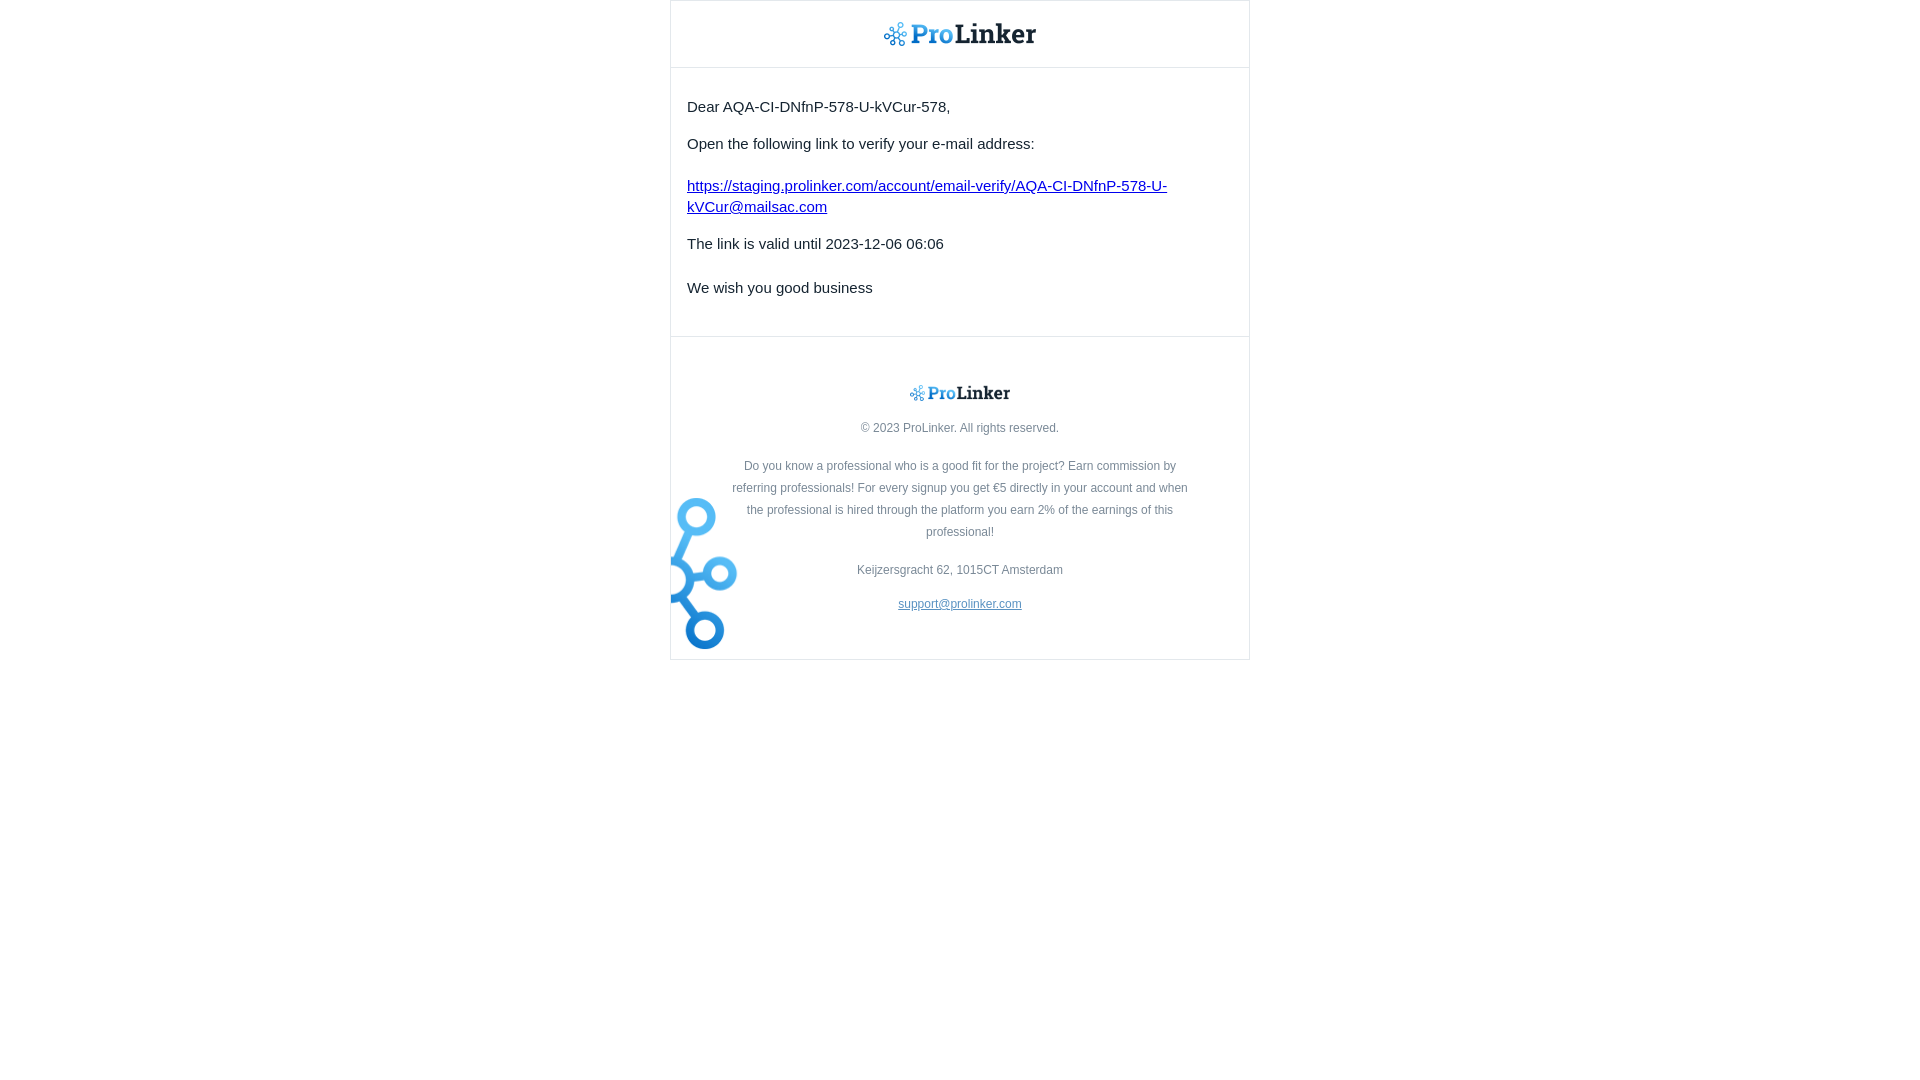 ProLinker
Dear AQA-CI-DNfnP-578-U-kVCur-578,
Open the following link to verify your e-mail address:
https://staging.prolinker.com/account/email-verify/AQA-CI-DNfnP-578-U-
kVCur@mailsac.com
The link is valid until 2023-12-06 06:06
We wish you good business
ProLinker
© 2023 ProLinker. All rights reserved.
Do you know a professional who is a good fit for the project? Earn commission by
referring professionals! For every signup you get €5 directly in your account and when
the professional is hired through the platform you earn 2% of the earnings of this
professional!
Keijzersgracht 62, 1015CT Amsterdam
support@prolinker.com